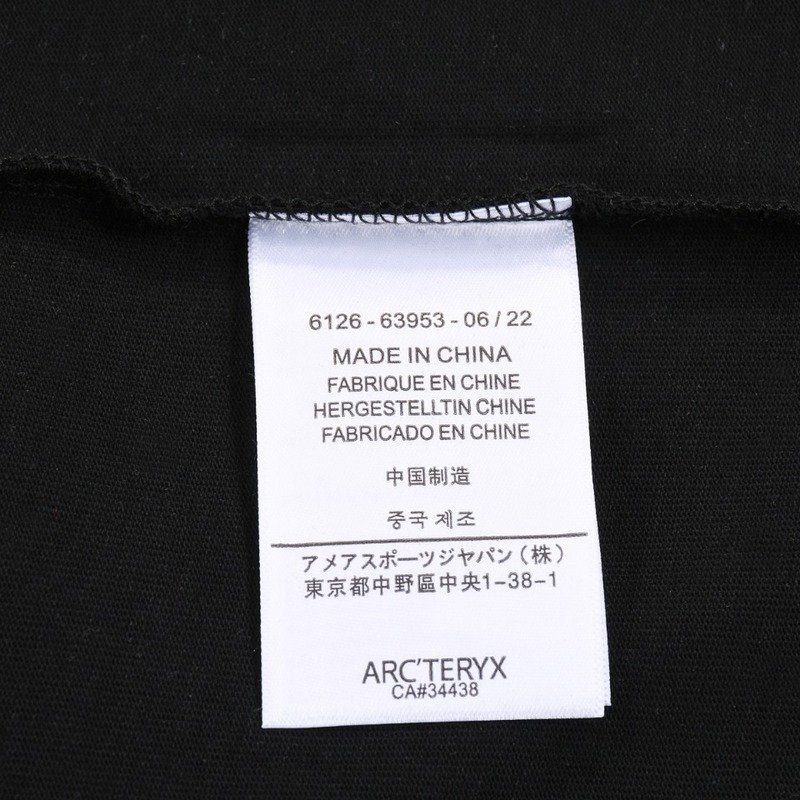 6126 - 63953 - 06 / 22
MADE IN CHINA
FABRIQUE EN CHINE
HERGESTELLTIN CHINE
FABRICADO EN CHINE
中国制造
중국 제조
アメアスポーツジヤパン（株）
東京都中野區中央1-38-1
ARC'TERYX
CA#34438